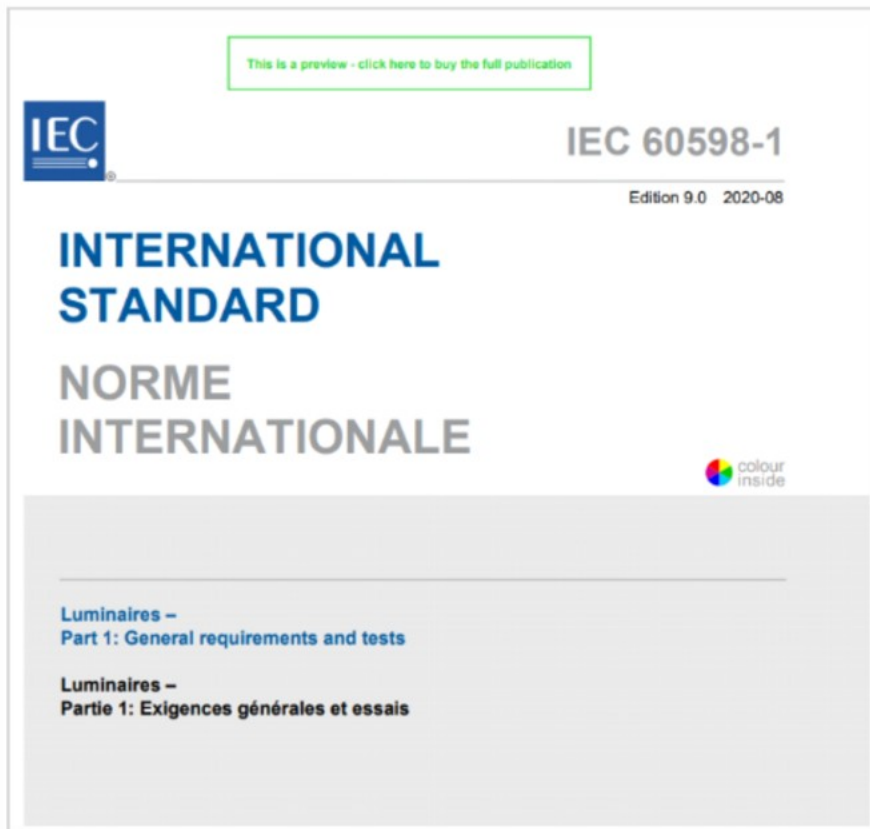 This is a preview - click here to buy the full publication
IEC
®
IEC 60598-1
Edition 9.0 2020-08
INTERNATIONAL
STANDARD
NORME
INTERNATIONALE
colour
inside
Luminaires –
Part 1: General requirements and tests
Luminaires –
Partie 1: Exigences générales et essais